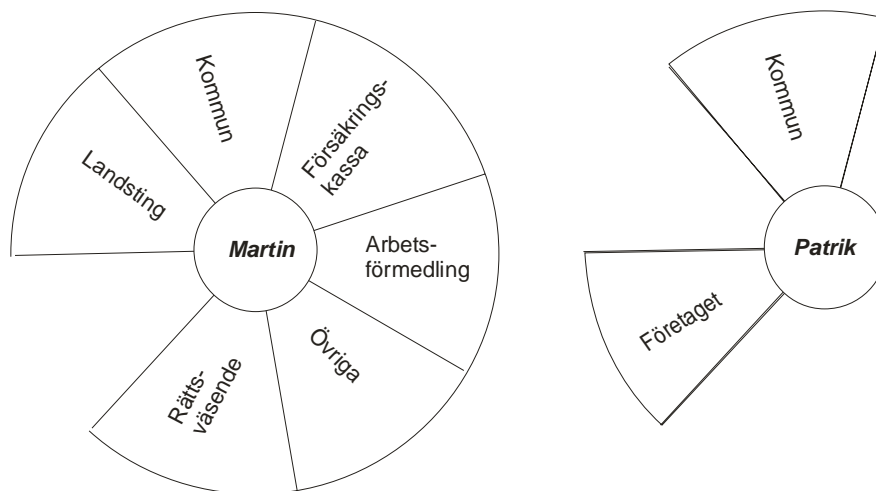 Kommun
Försäkrings-
kassa
Landsting
Martin
Arbets-
förmedling
Övriga
Rätts-
väsende
Kommun
Patrik
Företaget